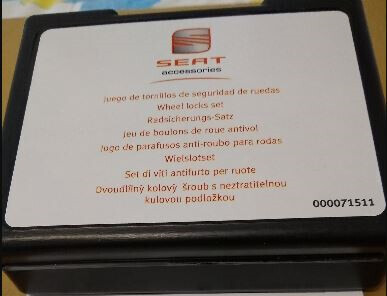 SEAT
accessories
Juego de tornillos de seguridad de ruedas
Wheel locks set
Radsicherungs-Satz
Jeu de boulons de roue antivol
Jogo de parafusos anti-roubo para rodas
Wielslotset
Set di viti antifurto per ruote
Dvoudílný kolový šroub s neztratitelnou
kulovou podložkou
000071511